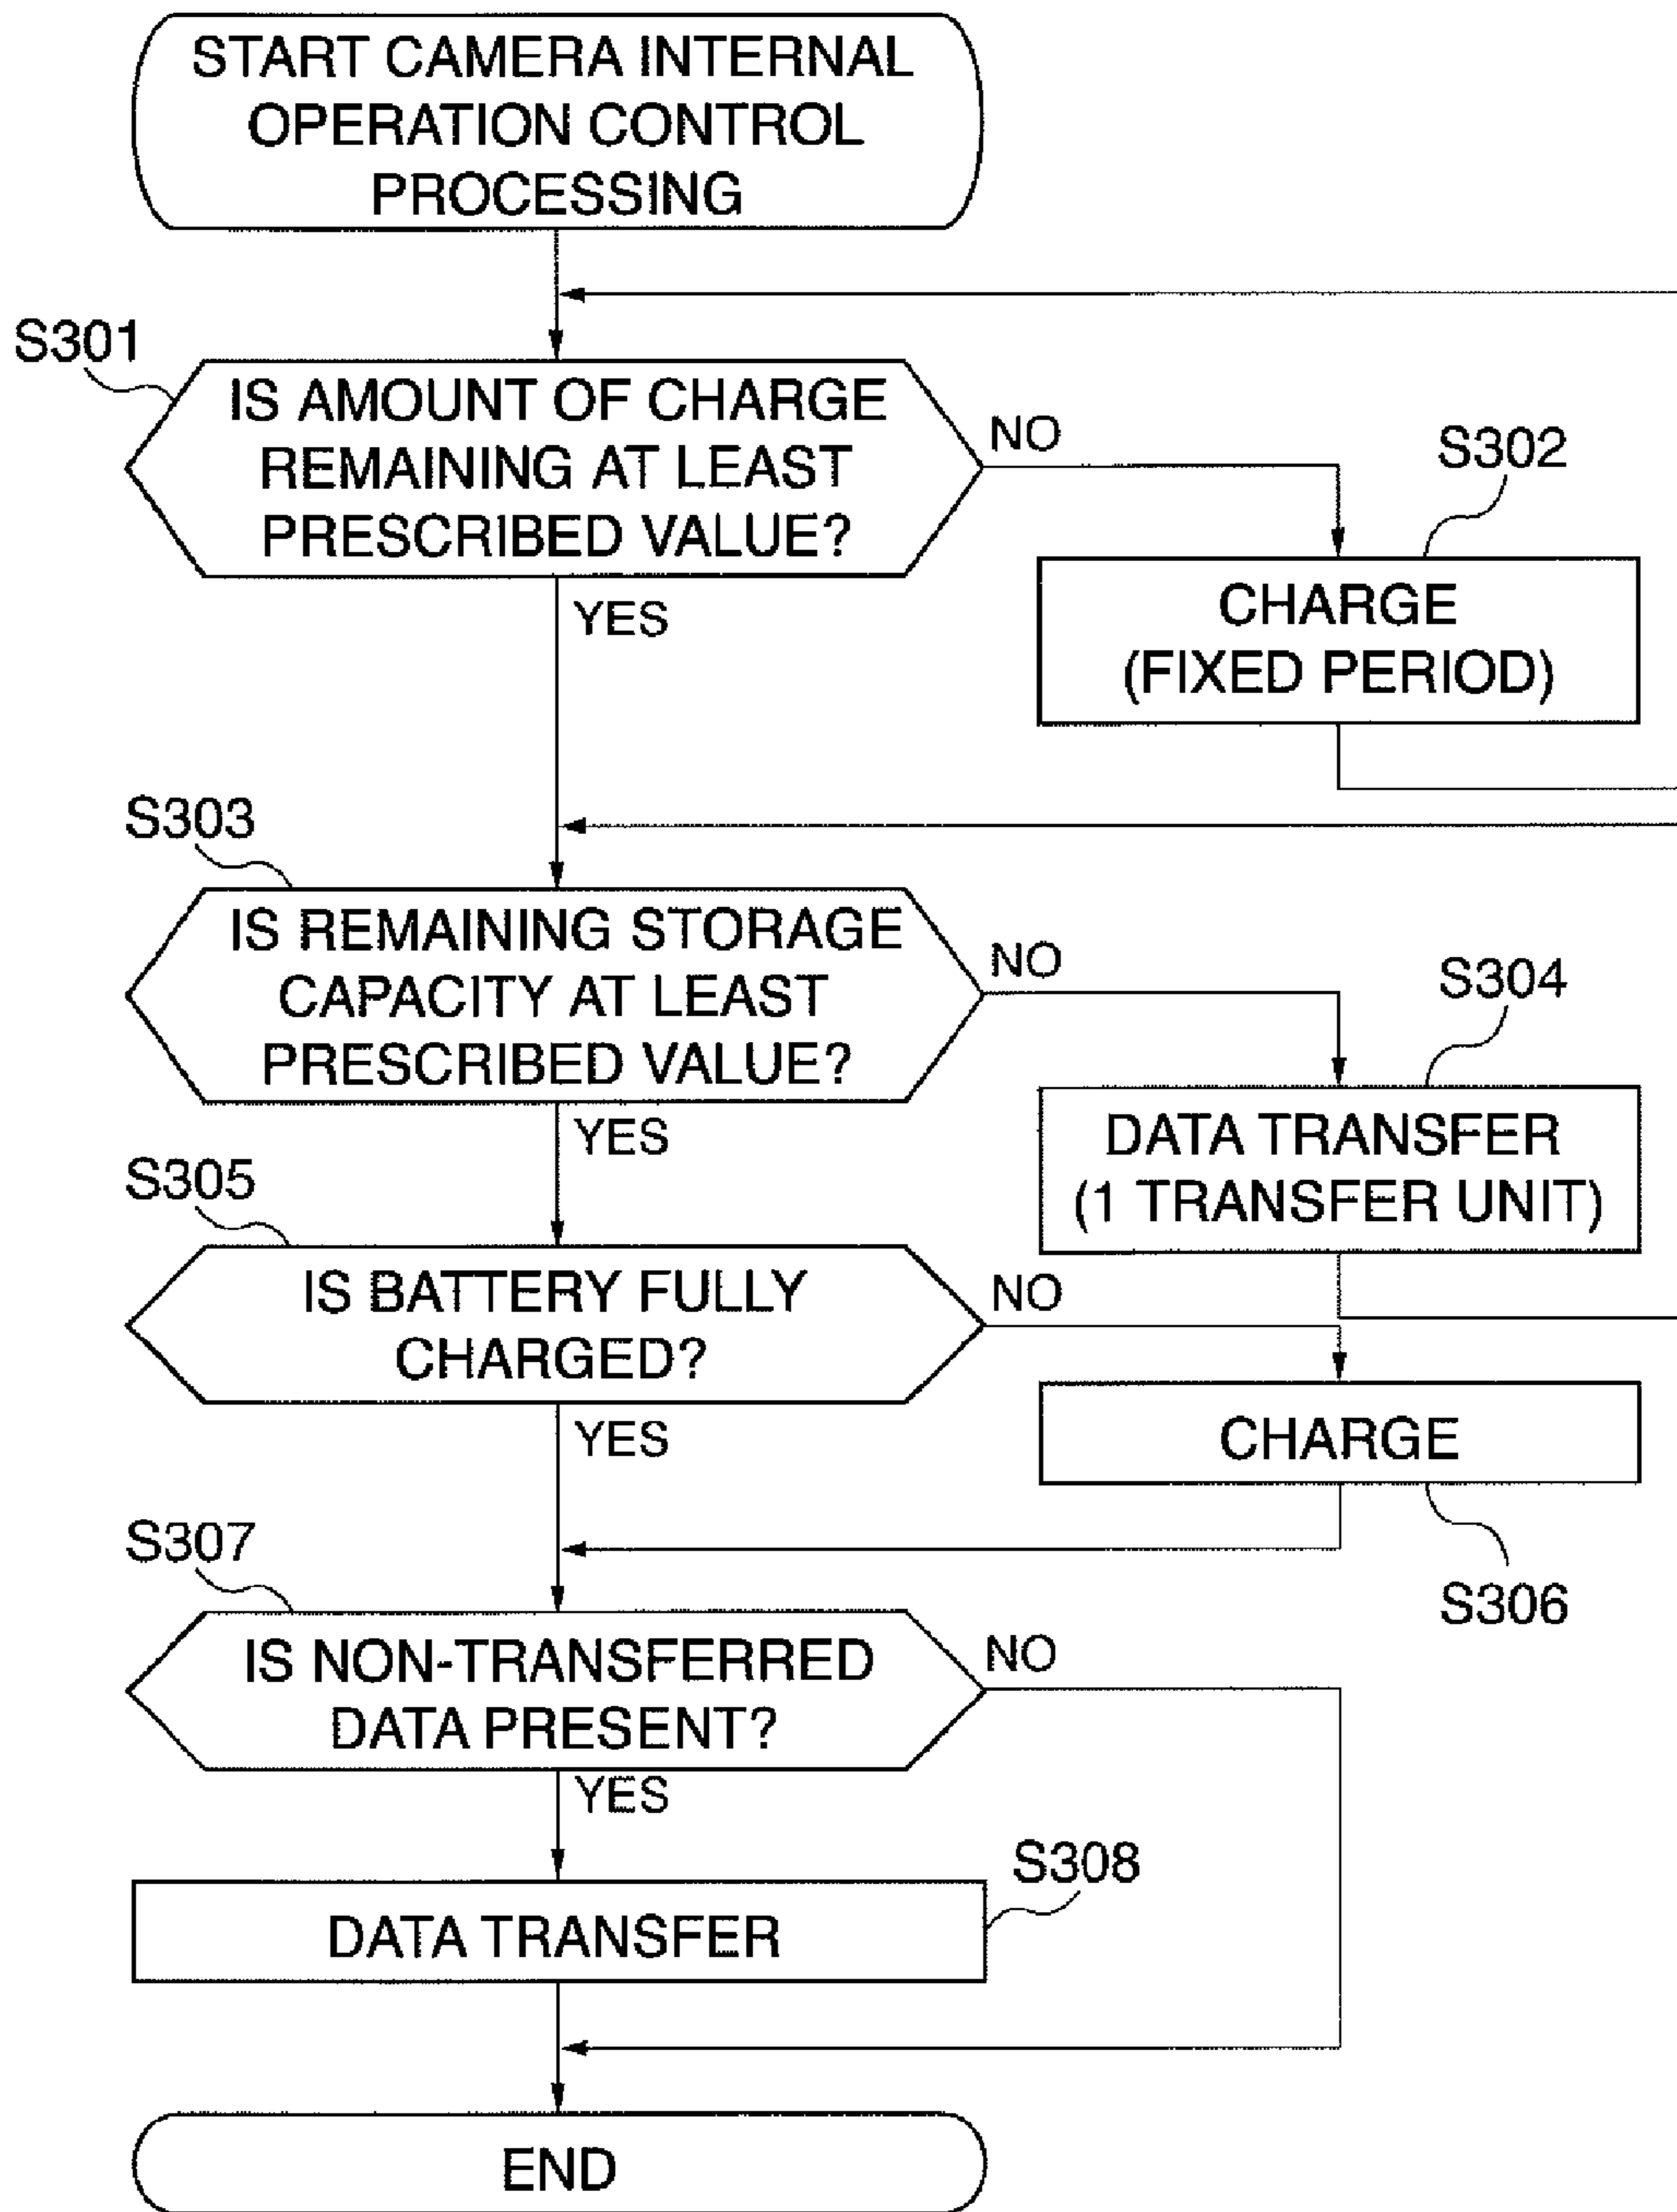 START CAMERA INTERNAL
OPERATION CONTROL
PROCESSING
S301
IS AMOUNT OF CHARGE
REMAINING AT LEAST
PRESCRIBED VALUE?
NO
S302
YES
CHARGE
(FIXED PERIOD)
S303
IS REMAINING STORAGE
CAPACITY AT LEAST
PRESCRIBED VALUE?
NO
S304
YES
DATA TRANSFER
(1 TRANSFER UNIT)
S305
IS BATTERY FULLY
CHARGED?
NO
YES
CHARGE
S306
S307
IS NON-TRANSFERRED
DATA PRESENT?
NO
YES
S308
DATA TRANSFER
END